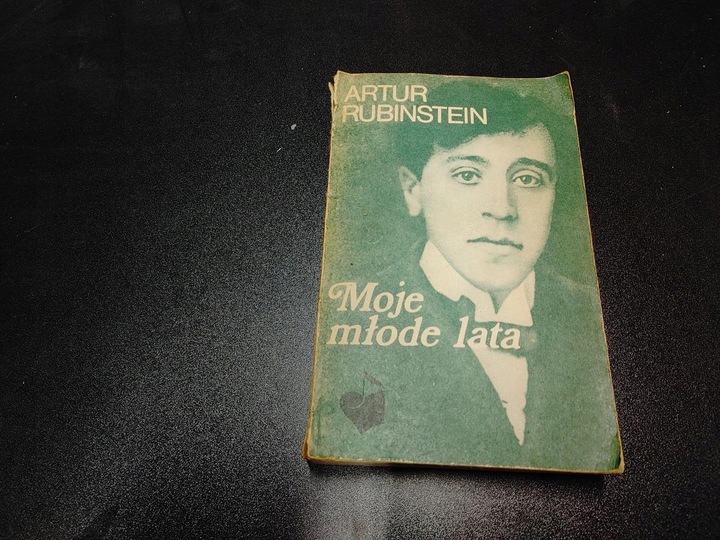 ARTUR
RUBINSTEIN
Moje
młode lata